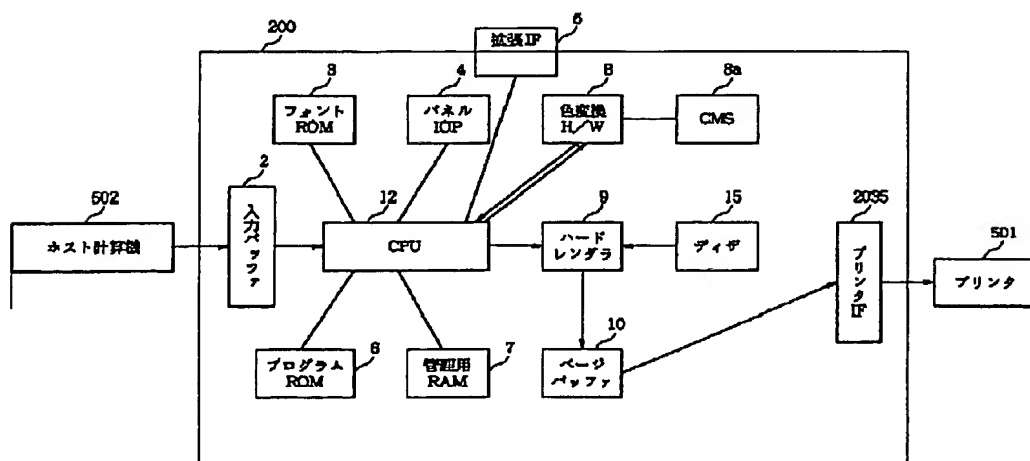 200
拡張IF
5
3
フォント
ROM
4
パネル
IOP
8
色変換
H/W
8a
CMS
502
ホスト計算機
2
入力バッファ
12
CPU
9
ハード
レンダラ
15
ディザ
2035
プリンタIF
501
プリンタ
6
プログラム
ROM
7
管理用
RAM
10
ページ
バッファ